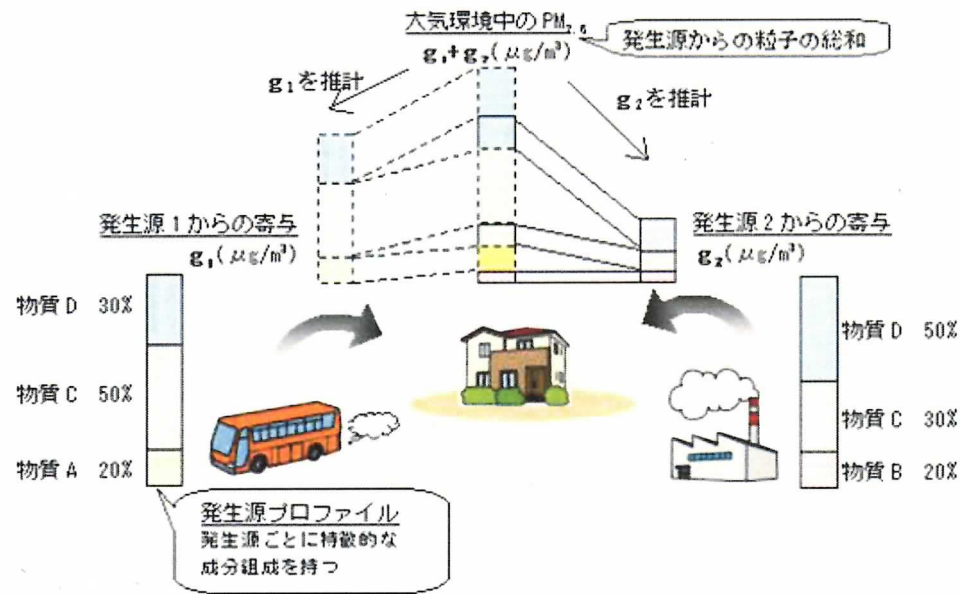 大気環境中の PM2.5
g1+g2(μg/m³)
発生源からの粒子の総和
g1を推計
g2を推計
発生源1からの寄与
g1(μg/m³)
発生源2からの寄与
g2(μg/m³)
物質D 30%
物質C 50%
物質A 20%
物質D 50%
物質C 30%
物質B 20%
発生源プロファイル
発生源ごとに特徴的な
成分組成を持つ